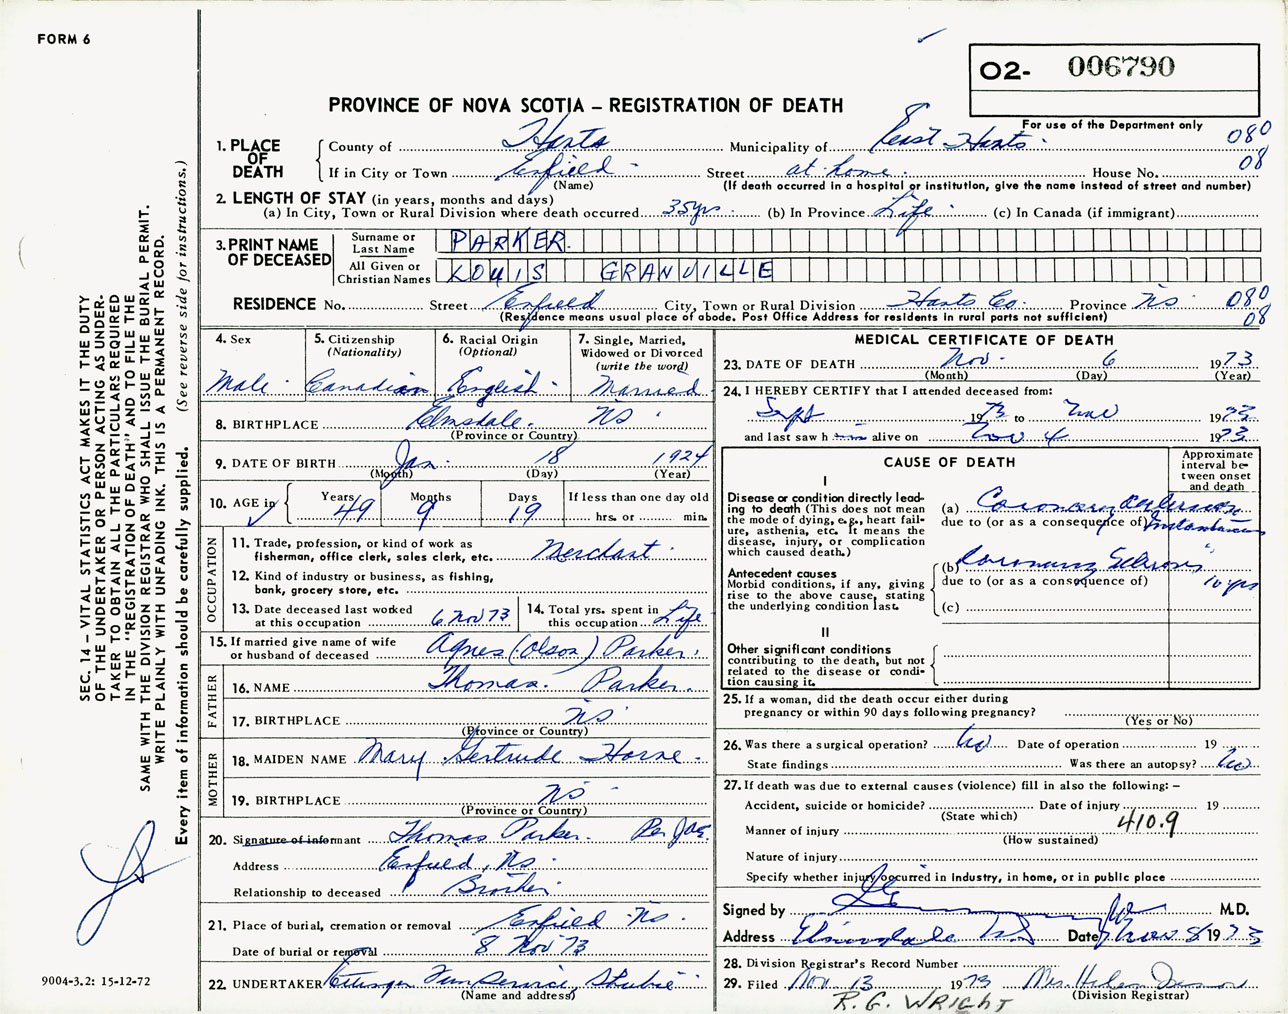 FORM 6
02- 006790
PROVINCE OF NOVA SCOTIA – REGISTRATION OF DEATH
For use of the Department only
1. PLACE OF DEATH
County of Hants Municipality of East Hants 080
If in City or Town Enfield Street at home House No. 08
(Name) (If death occurred in a hospital or institution, give the name instead of street and number)
2. LENGTH OF STAY (in years, months and days)
(a) In City, Town or Rural Division where death occurred 35 yrs (b) In Province Life (c) In Canada (if immigrant)
3. PRINT NAME OF DECEASED
Surname or Last Name PARKER
All Given or Christian Names LOUIS GRANVILLE
RESIDENCE No. Street Enfield City, Town or Rural Division Hants Co. Province NS 080
(Residence means usual place of abode. Post Office Address for residents in rural parts not sufficient) 08
4. Sex
Male
5. Citizenship (Nationality)
Canadian
6. Racial Origin (Optional)
English
7. Single, Married, Widowed or Divorced (write the word)
Married
8. BIRTHPLACE Elmsdale NS
(Province or Country)
9. DATE OF BIRTH Jan. 18 1924
(Month) (Day) (Year)
10. AGE in Years 49 Months 9 Days 19 If less than one day old
hrs. or min.
OCCUPATION
11. Trade, profession, or kind of work as fisherman, office clerk, sales clerk, etc. Merchant
12. Kind of industry or business, as fishing, bank, grocery store, etc.
13. Date deceased last worked at this occupation 6 Nov 73
14. Total yrs. spent in this occupation Life
15. If married give name of wife or husband of deceased Agnes (Olson) Parker
FATHER
16. NAME Thomas Parker
17. BIRTHPLACE NS
(Province or Country)
MOTHER
18. MAIDEN NAME Mary Gertrude Horne
19. BIRTHPLACE NS
(Province or Country)
20. Signature of informant Thomas Parker Per
Address Enfield, NS
Relationship to deceased Brother
21. Place of burial, cremation or removal Enfield NS
Date of burial or removal 8 Nov 73
22. UNDERTAKER Ettinger Fun Service, Shubie
(Name and address)
MEDICAL CERTIFICATE OF DEATH
23. DATE OF DEATH Nov. 6 1973
(Month) (Day) (Year)
24. I HEREBY CERTIFY that I attended deceased from:
Sept 1973 to Nov 1973
and last saw h im alive on Nov 4 1973
CAUSE OF DEATH
Approximate interval between onset and death
I
Disease or condition directly leading to death (This does not mean the mode of dying, e.g., heart failure, asthenia, etc. It means the disease, injury, or complication which caused death.)
(a) Coronary occlusion
due to (or as a consequence of) Instantaneous
Antecedent causes
Morbid conditions, if any, giving rise to the above cause, stating the underlying condition last.
(b) Coronary Sclerosis
due to (or as a consequence of) 10 yrs
(c)
II
Other significant conditions contributing to the death, but not related to the disease or condition causing it.
25. If a woman, did the death occur either during pregnancy or within 90 days following pregnancy?
(Yes or No)
26. Was there a surgical operation? No Date of operation 19
State findings Was there an autopsy? No
27. If death was due to external causes (violence) fill in also the following: –
Accident, suicide or homicide? Date of injury 19
(State which) 410.9
Manner of injury
(How sustained)
Nature of injury
Specify whether injury occurred in industry, in home, or in public place
Signed by M.D.
Address NS Date Nov. 8 1973
28. Division Registrar's Record Number
29. Filed Nov 13 1973 Mrs. Helen
(Division Registrar)
R. G. WRIGHT
SEC. 14 – VITAL STATISTICS ACT MAKES IT THE DUTY
OF THE UNDERTAKER OR PERSON ACTING AS UNDERTAKER
TO OBTAIN ALL THE PARTICULARS REQUIRED
IN THE "REGISTRATION OF DEATH" AND TO FILE THE
SAME WITH THE DIVISION REGISTRAR WHO SHALL ISSUE THE BURIAL PERMIT.
WRITE PLAINLY WITH UNFADING INK. THIS IS A PERMANENT RECORD.
Every item of information should be carefully supplied. (See reverse side for instructions.)
9004-3.2: 15-12-72